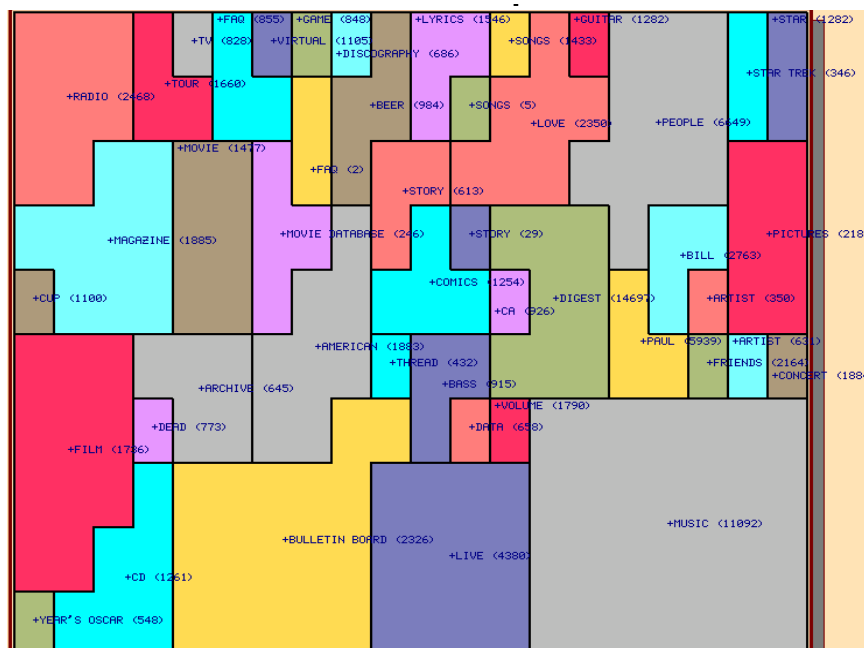 +FAQ (855)
+GAME (848)
+LYRICS (1546)
+GUITAR (1282)
+STAR (1282)
+TV (828)
+VIRTUAL (1105)
+SONGS (1433)
+DISCOGRAPHY (686)
+STAR TREK (346)
+TOUR (1660)
+RADIO (2468)
+BEER (984)
+SONGS (5)
+LOVE (2350)
+PEOPLE (6649)
+MOVIE (1477)
+FAQ (2)
+STORY (613)
+MAGAZINE (1885)
+MOVIE DATABASE (246)
+STORY (29)
+PICTURES (218
+BILL (2763)
+COMICS (1254)
+CUP (1100)
+DIGEST (14697)
+ARTIST (350)
+CA (926)
+AMERICAN (1883)
+PAUL (5939)
+ARTIST (631)
+THREAD (432)
+FRIENDS (2164)
+CONCERT (1884
+ARCHIVE (645)
+BASS (915)
+VOLUME (1790)
+DEAD (773)
+DATA (658)
+FILM (1786)
+MUSIC (11092)
+BULLETIN BOARD (2326)
+LIVE (4380)
+CD (1261)
+YEAR'S OSCAR (548)